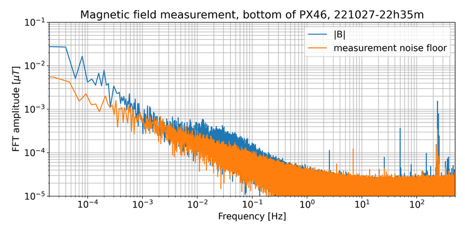 Magnetic field measurement, bottom of PX46, 221027-22h35m
|B|
measurement noise floor
FFT amplitude [μT]
10⁻¹
10⁻²
10⁻³
10⁻⁴
10⁻⁵
10⁻⁴ 10⁻³ 10⁻² 10⁻¹ 10⁰ 10¹ 10²
Frequency [Hz]